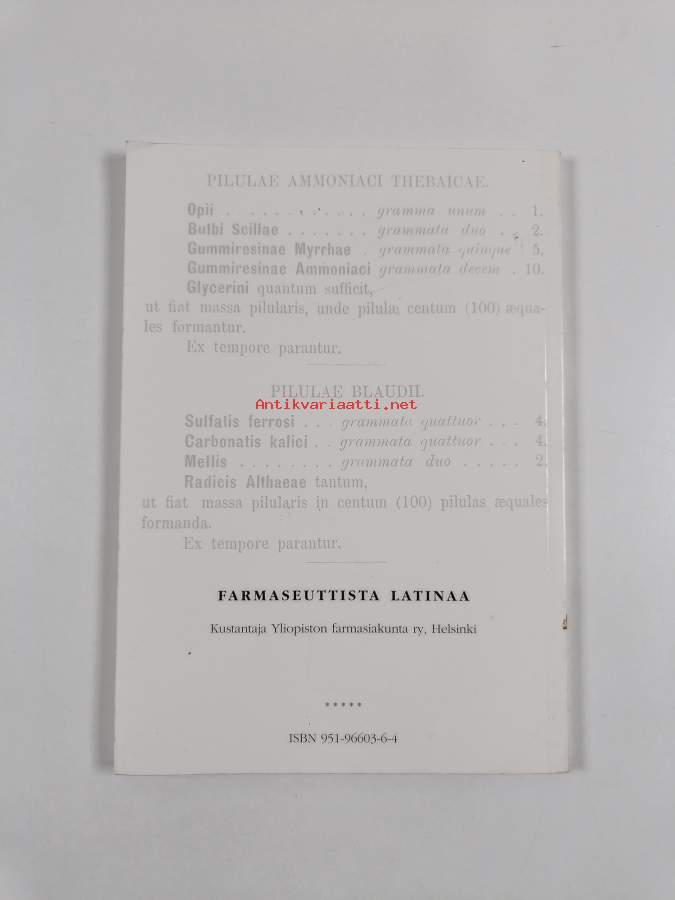 PILULAE AMMONIACI THEBAICAE.
Opii . . . . . . . . . . . grammma unum . . 1.
Bulbi Scillae . . . . . . . grammata duo . . 2.
Gummiresinae Myrrhae . grammata quinque 5.
Gummiresinae Ammoniaci grammata decem . 10.
Glycerini quantum sufficit,
ut fiat massa pilularis, unde pilulæ centum (100) æqua-
les formantur.
Ex tempore parantur.
PILULAE BLAUDII.
Antikvariaatti.net
Sulfatis ferrosi . . . grammata quattuor . . . 4.
Carbonatis kalici . . grammata quattuor . . . 4.
Mellis . . . . . . . . grammata duo . . . . . 2.
Radicis Althaeae tantum,
ut fiat massa pilularis in centum (100) pilulas æquales
formanda.
Ex tempore parantur.
FARMASEUTTISTA LATINAA
Kustantaja Yliopiston farmasiakunta ry, Helsinki
*****
ISBN 951-96603-6-4